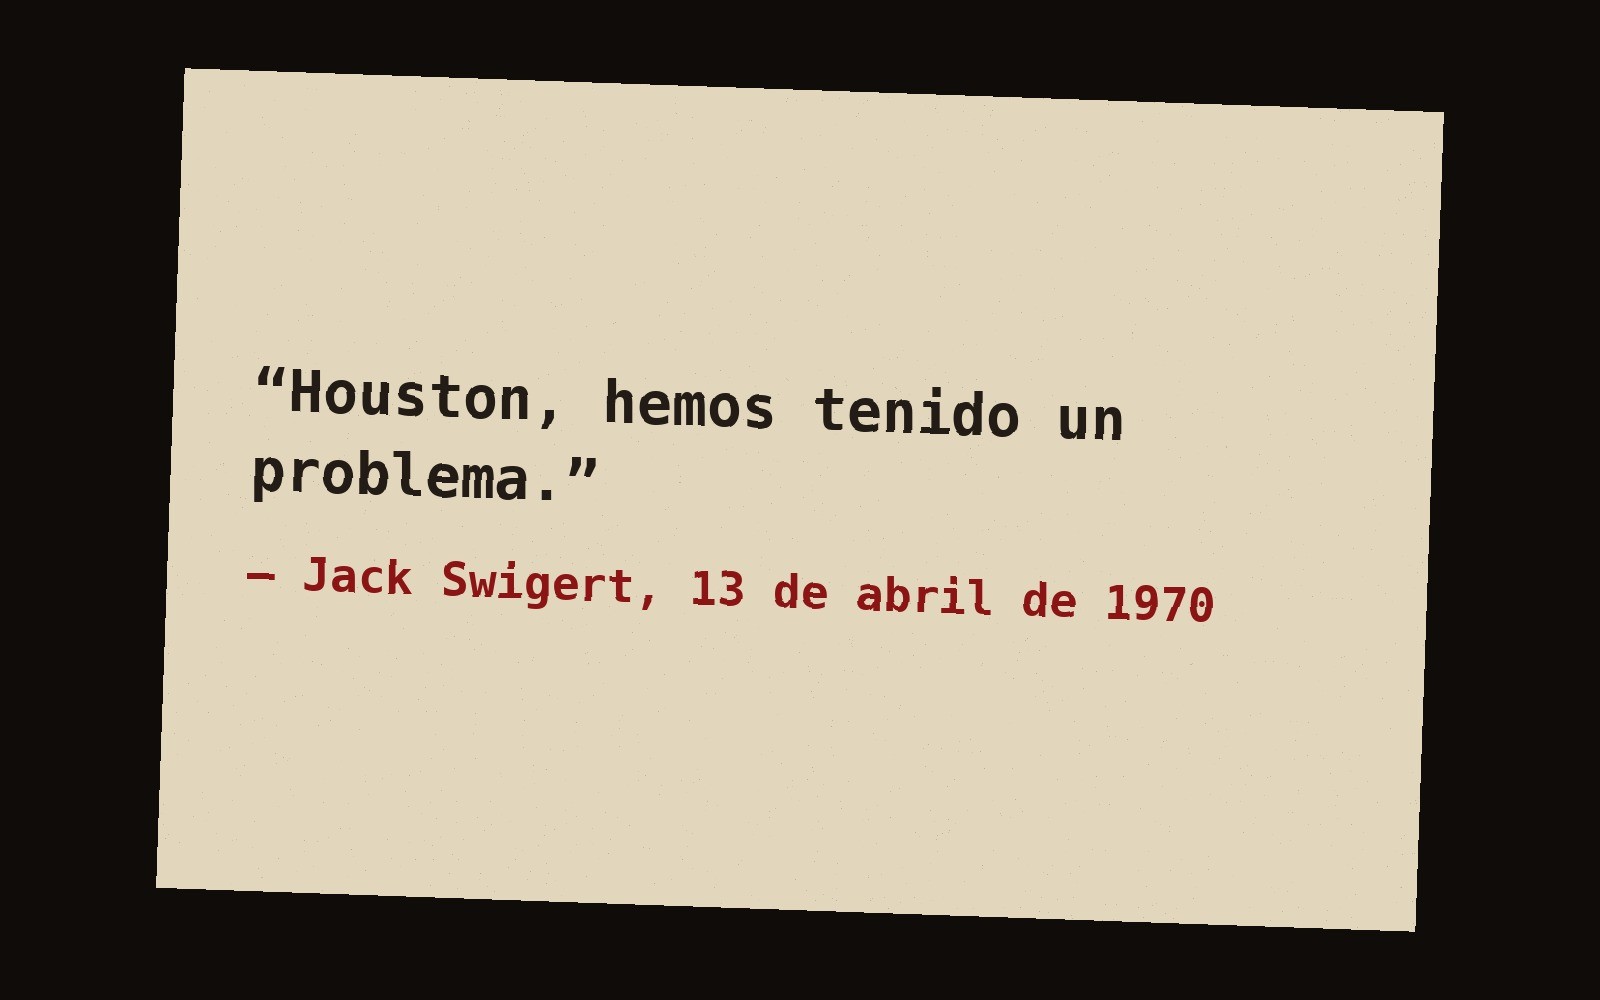 “Houston, hemos tenido un
problema.”
— Jack Swigert, 13 de abril de 1970